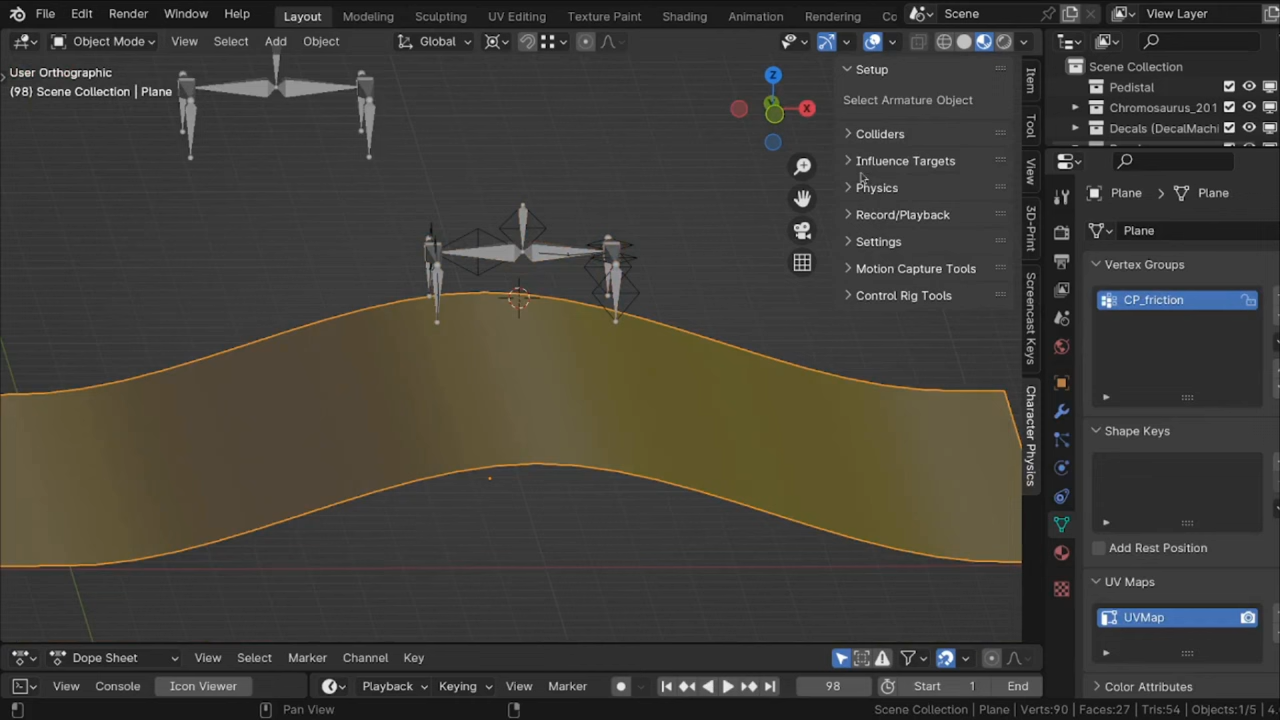 File Edit Render Window Help Layout Modeling Sculpting UV Editing Texture Paint Shading Animation Rendering Co Scene View Layer
Object Mode View Select Add Object Global
User Orthographic
(98) Scene Collection | Plane
Z
X
Setup
Select Armature Object
Colliders
Influence Targets
Physics
Record/Playback
Settings
Motion Capture Tools
Control Rig Tools
Item
Tool
View
3D-Print
Screencast Keys
Character Physics
Scene Collection
Pedistal
Chromosaurus_201
Decals (DecalMachi
Plane > Plane
Plane
Vertex Groups
CP_friction
Shape Keys
Add Rest Position
UV Maps
UVMap
Color Attributes
Dope Sheet View Select Marker Channel Key
View Console Icon Viewer Playback Keying View Marker 98 Start 1 End
Pan View
Scene Collection | Plane | Verts:90 | Faces:27 | Tris:54 | Objects:1/5 | 4.